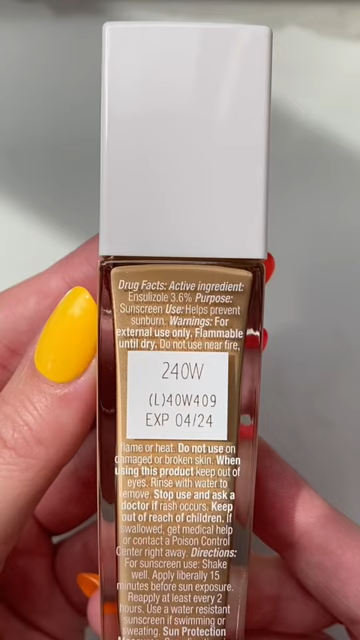 Drug Facts: Active ingredient:
Ensulizole 3.6% Purpose:
Sunscreen Use: Helps prevent
sunburn. Warnings: For
external use only. Flammable
until dry. Do not use near fire,
240W
(L)40W409
EXP 04/24
flame or heat. Do not use on
damaged or broken skin. When
using this product keep out of
eyes. Rinse with water to
remove. Stop use and ask a
doctor if rash occurs. Keep
out of reach of children. If
swallowed, get medical help
or contact a Poison Control
Center right away. Directions:
For sunscreen use: Shake
well. Apply liberally 15
minutes before sun exposure.
Reapply at least every 2
hours. Use a water resistant
sunscreen if swimming or
sweating. Sun Protection